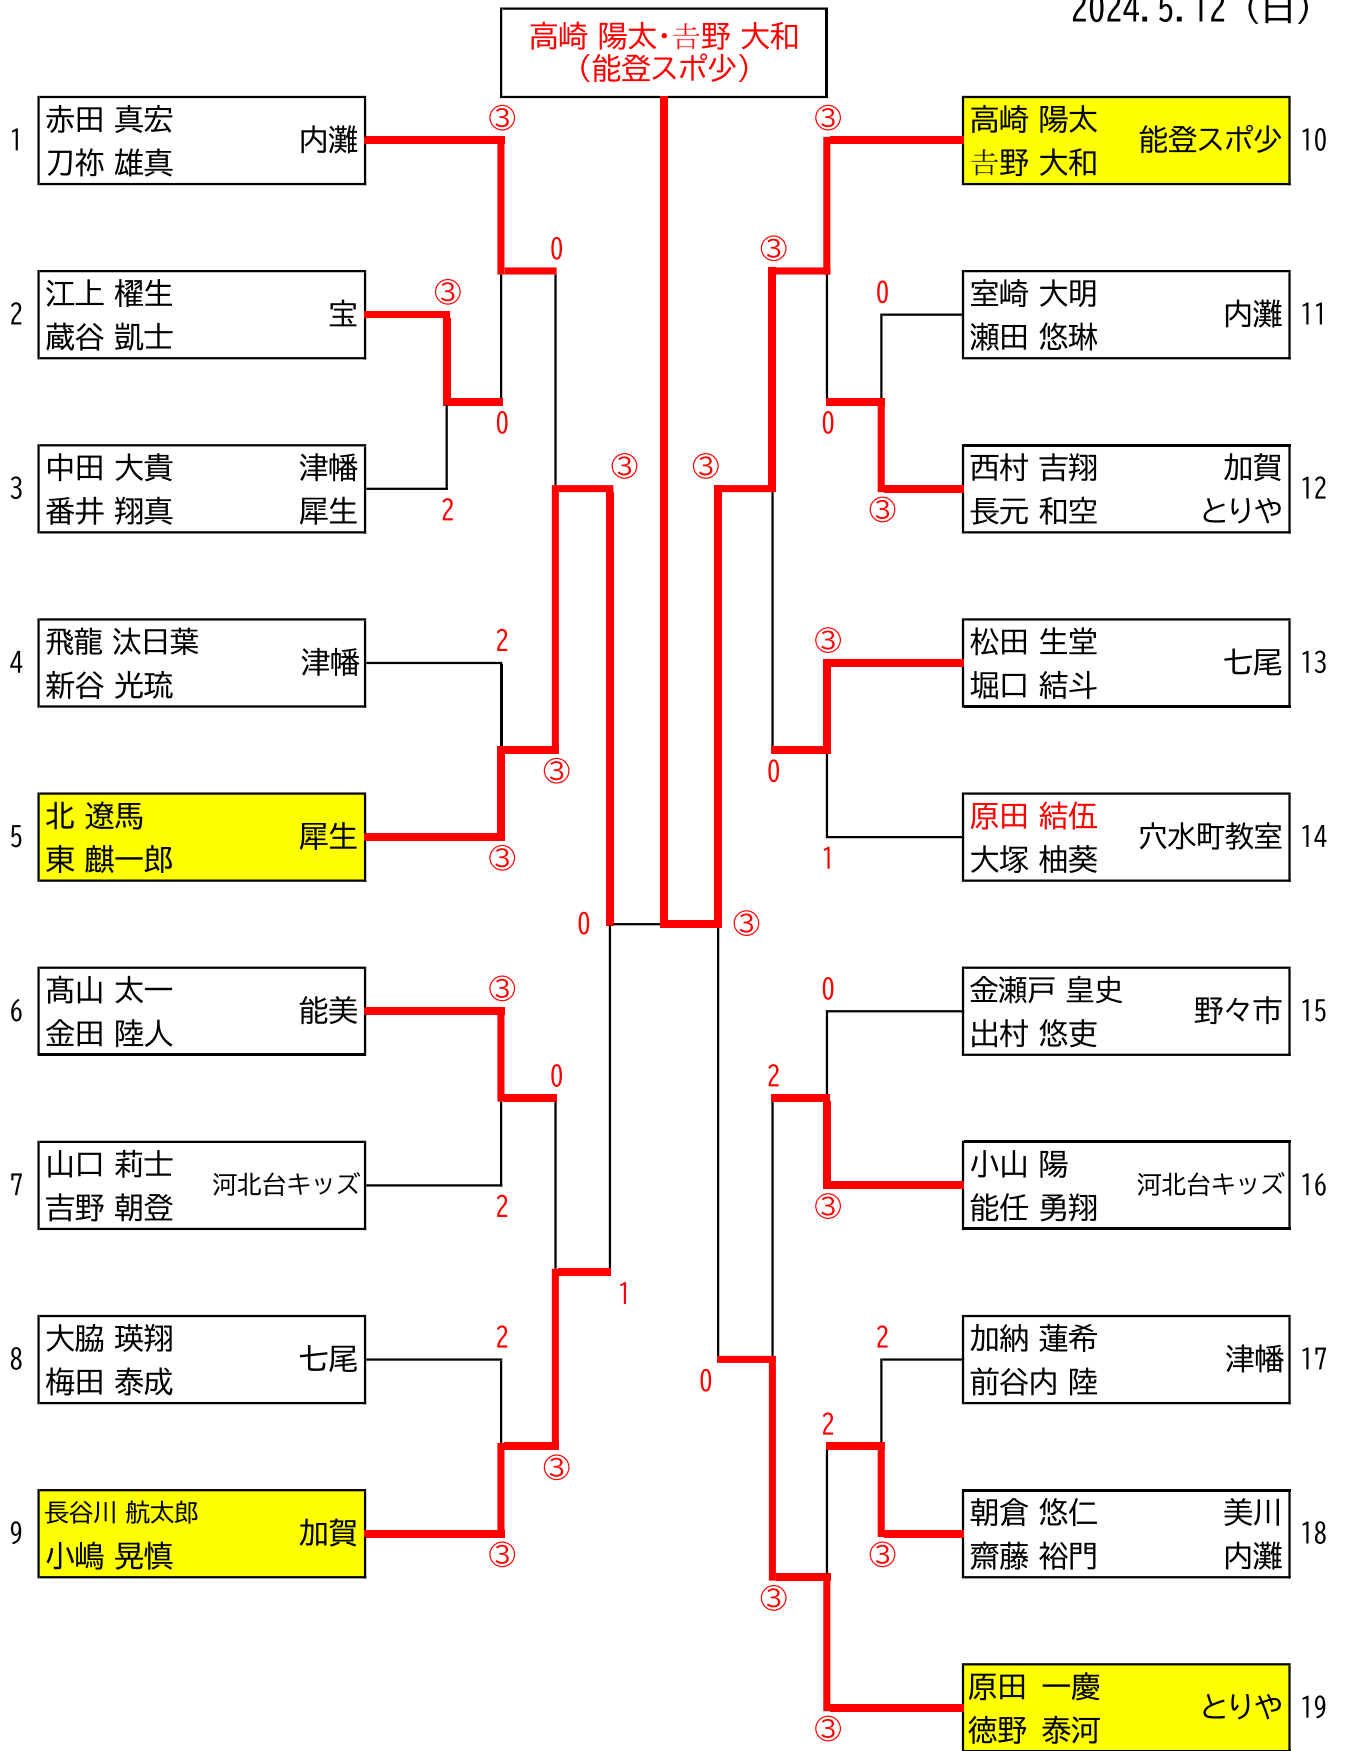 2024.5.12（日）
高崎 陽太・𠮷野 大和
（能登スポ少）
1
赤田 真宏
刀祢 雄真
内灘
③
2
江上 櫂生
蔵谷 凱士
宝
③
0
0
3
中田 大貴
番井 翔真
津幡
犀生
2
③
4
飛龍 汰日葉
新谷 光琉
津幡
2
③
5
北 遼馬
東 麒一郎
犀生
③
0
6
髙山 太一
金田 陸人
能美
③
0
7
山口 莉士
吉野 朝登
河北台キッズ
2
1
8
大脇 瑛翔
梅田 泰成
七尾
2
③
9
長谷川 航太郎
小嶋 晃慎
加賀
③
③
高崎 陽太
𠮷野 大和
能登スポ少
10
③
0
室崎 大明
瀬田 悠琳
内灘
11
0
③
③
西村 吉翔
長元 和空
加賀
とりや
12
③
松田 生堂
堀口 結斗
七尾
13
0
1
原田 結伍
大塚 柚葵
穴水町教室
14
③
0
金瀬戸 皇史
出村 悠吏
野々市
15
2
③
小山 陽
能任 勇翔
河北台キッズ
16
0
2
加納 蓮希
前谷内 陸
津幡
17
2
③
朝倉 悠仁
齋藤 裕門
美川
内灘
18
③
③
原田 一慶
徳野 泰河
とりや
19